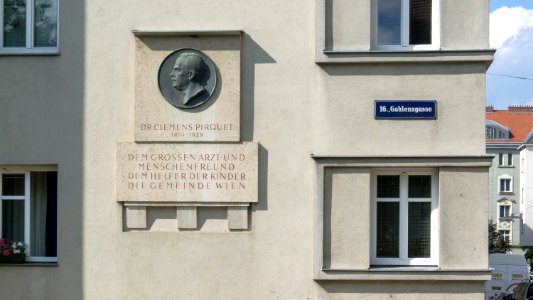 DR CLEMENS PIRQUET
1874 - 1929
DEM GROSSEN ARZT UND
MENSCHENFREUND
DEM HELFER DER KINDER
DIE GEMEINDE WIEN
16., Gablenzgasse